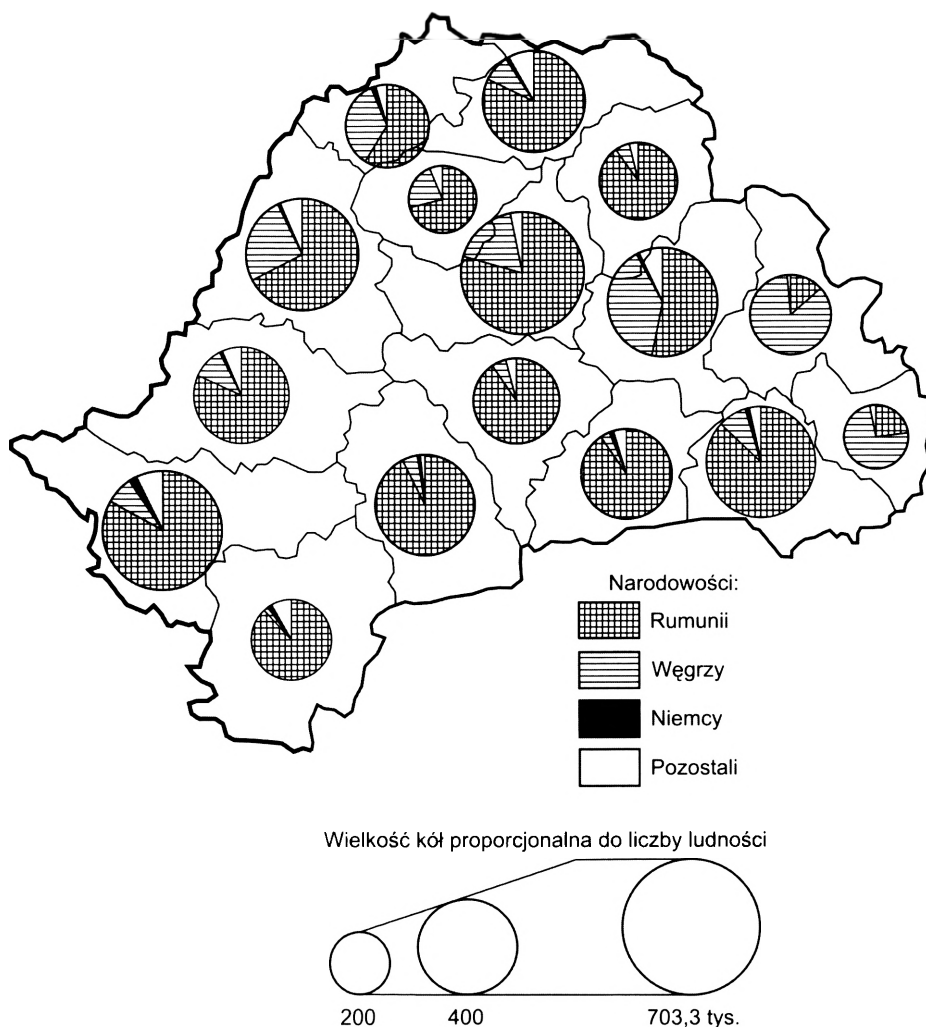 Narodowości:
Rumunii
Węgrzy
Niemcy
Pozostali
Wielkość kół proporcjonalna do liczby ludności
200 400 703,3 tys.